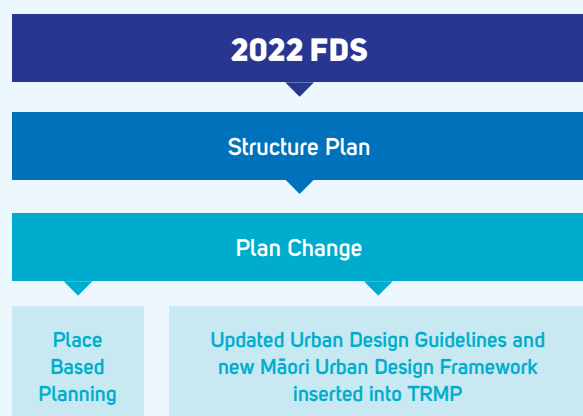 2022 FDS
Structure Plan
Plan Change
Place
Based
Planning
Updated Urban Design Guidelines and
new Māori Urban Design Framework
inserted into TRMP